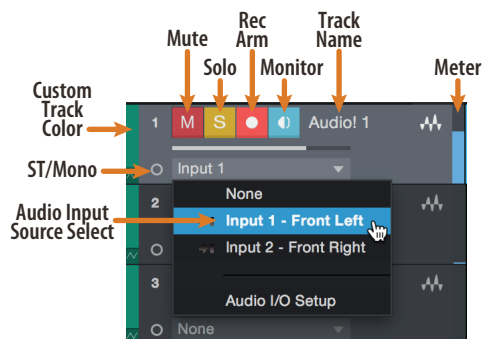 Mute
Solo
Rec
Arm
Monitor
Track
Name
Meter
Custom
Track
Color
1 M S Audio! 1
ST/Mono
Input 1
None
Audio Input
Source Select
2
Input 1 - Front Left
Input 2 - Front Right
3
Audio I/O Setup
None